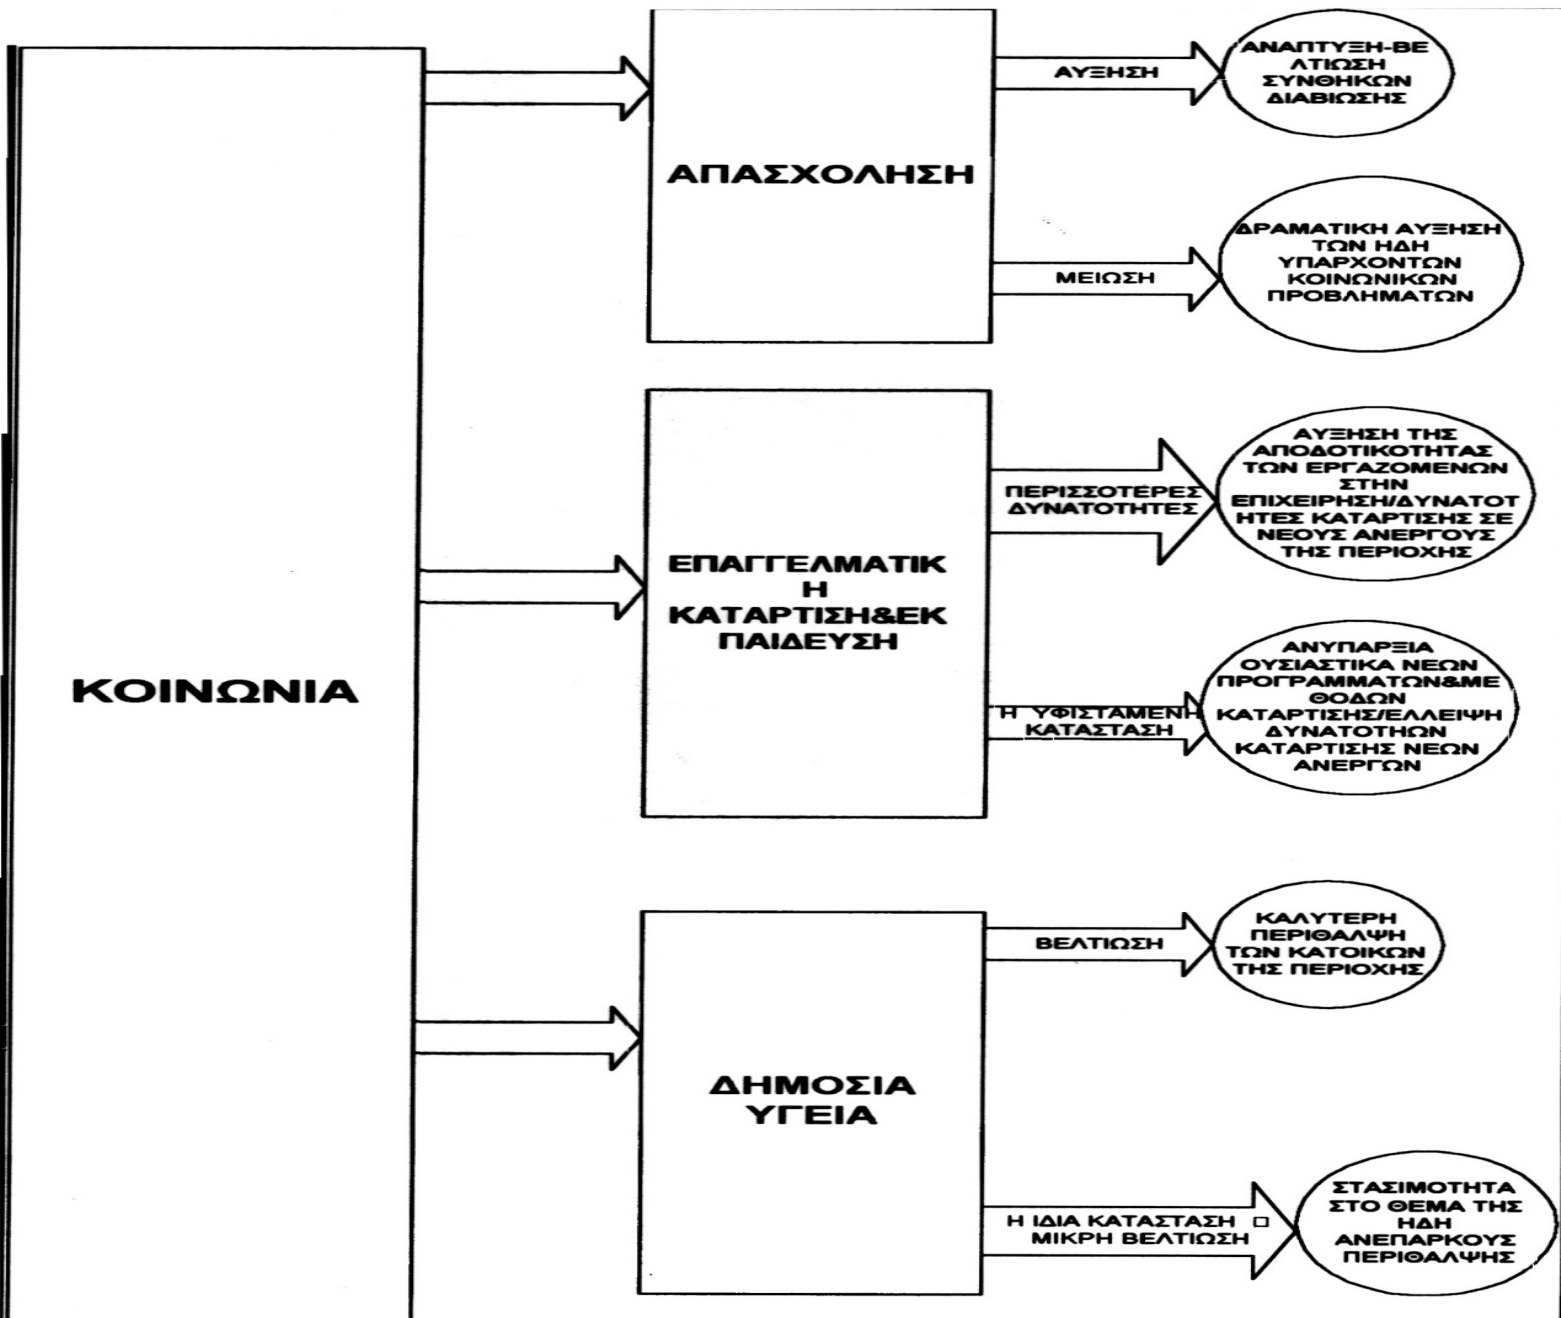 ΚΟΙΝΩΝΙΑ
ΑΠΑΣΧΟΛΗΣΗ
ΑΥΞΗΣΗ
ΑΝΑΠΤΥΞΗ-ΒΕ
ΛΤΙΩΣΗ
ΣΥΝΘΗΚΩΝ
ΔΙΑΒΙΩΣΗΣ
ΜΕΙΩΣΗ
ΔΡΑΜΑΤΙΚΗ ΑΥΞΗΣΗ
ΤΩΝ ΗΔΗ
ΥΠΑΡΧΟΝΤΩΝ
ΚΟΙΝΩΝΙΚΩΝ
ΠΡΟΒΛΗΜΑΤΩΝ
ΕΠΑΓΓΕΛΜΑΤΙΚ
Η
ΚΑΤΑΡΤΙΣΗ&ΕΚ
ΠΑΙΔΕΥΣΗ
ΠΕΡΙΣΣΟΤΕΡΕΣ
ΔΥΝΑΤΟΤΗΤΕΣ
ΑΥΞΗΣΗ ΤΗΣ
ΑΠΟΔΟΤΙΚΟΤΗΤΑΣ
ΤΩΝ ΕΡΓΑΖΟΜΕΝΩΝ
ΣΤΗΝ
ΕΠΙΧΕΙΡΗΣΗ/ΔΥΝΑΤΟΤ
ΗΤΕΣ ΚΑΤΑΡΤΙΣΗΣ ΣΕ
ΝΕΟΥΣ ΑΝΕΡΓΟΥΣ
ΤΗΣ ΠΕΡΙΟΧΗΣ
Η ΥΦΙΣΤΑΜΕΝΗ
ΚΑΤΑΣΤΑΣΗ
ΑΝΥΠΑΡΞΙΑ
ΟΥΣΙΑΣΤΙΚΑ ΝΕΩΝ
ΠΡΟΓΡΑΜΜΑΤΩΝ&ΜΕ
ΘΟΔΩΝ
ΚΑΤΑΡΤΙΣΗΣ/ΕΛΛΕΙΨΗ
ΔΥΝΑΤΟΤΗΩΝ
ΚΑΤΑΡΤΙΣΗΣ ΝΕΩΝ
ΑΝΕΡΓΩΝ
ΔΗΜΟΣΙΑ
ΥΓΕΙΑ
ΒΕΛΤΙΩΣΗ
ΚΑΛΥΤΕΡΗ
ΠΕΡΙΘΑΛΨΗ
ΤΩΝ ΚΑΤΟΙΚΩΝ
ΤΗΣ ΠΕΡΙΟΧΗΣ
Η ΙΔΙΑ ΚΑΤΑΣΤΑΣΗ □
ΜΙΚΡΗ ΒΕΛΤΙΩΣΗ
ΣΤΑΣΙΜΟΤΗΤΑ
ΣΤΟ ΘΕΜΑ ΤΗΣ
ΗΔΗ
ΑΝΕΠΑΡΚΟΥΣ
ΠΕΡΙΘΑΛΨΗΣ